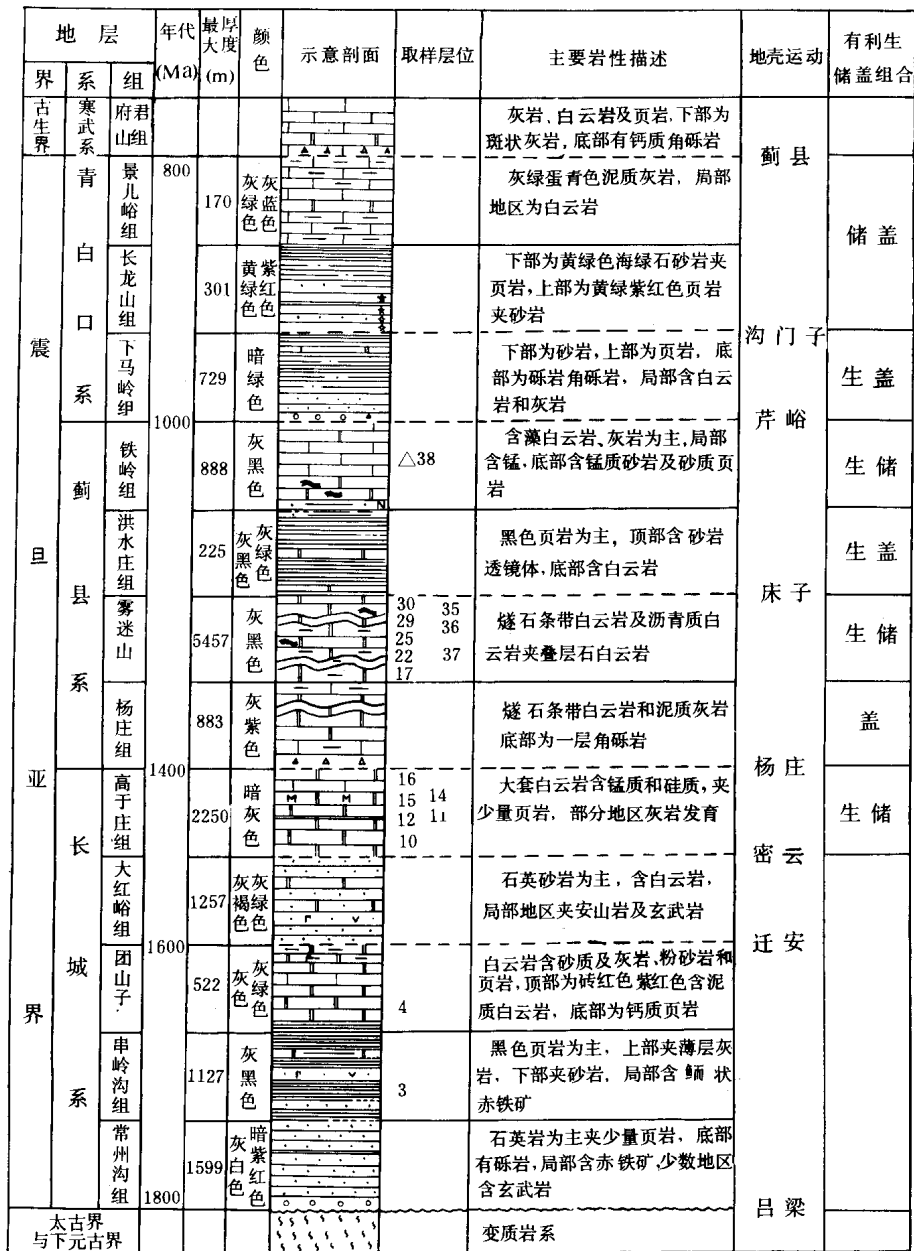 地层 年代 最大厚度 颜色 示意剖面 取样层位 主要岩性描述 地壳运动 有利生
界 系 组 (Ma) (m) 储盖组合
古生界 寒武系 府君山组
灰岩、白云岩及页岩,下部为
斑状灰岩,底部有钙质角砾岩
蓟县
震旦亚界
青白口系
800
景儿峪组 170 灰绿色 灰蓝色
灰绿蛋青色泥质灰岩,局部
地区为白云岩
储盖
长龙山组 301 黄绿色 紫红色
下部为黄绿色海绿石砂岩夹
页岩,上部为黄绿紫红色页岩
夹砂岩
沟门子
下马岭组 729 暗绿色
下部为砂岩,上部为页岩,底
部为砾岩角砾岩,局部含白云
岩和灰岩
生盖
芹峪
1000
蓟县系
铁岭组 888 灰黑色
△38
N
含藻白云岩、灰岩为主,局部
含锰,底部含锰质砂岩及砂质页
岩
生储
洪水庄组 225 灰黑色 灰绿色
黑色页岩为主,顶部含砂岩
透镜体,底部含白云岩
生盖
床子
雾迷山 5457 灰黑色
30 35
29 36
25
22 37
17
燧石条带白云岩及沥青质白
云岩夹叠层石白云岩
生储
杨庄组 883 灰紫色
燧石条带白云岩和泥质灰岩
底部为一层角砾岩
盖
杨庄
1400
长城系
高于庄组 2250 暗灰色
M M
16
15 14
12 11
10
大套白云岩含锰质和硅质,夹
少量页岩,部分地区灰岩发育
生储
密云
大红峪组 1257 灰褐色 灰绿色
石英砂岩为主,含白云岩,
局部地区夹安山岩及玄武岩
迁安
1600
团山子 522 灰色 灰绿色
4
白云岩含砂质及灰岩、粉砂岩和
页岩,顶部为砖红色紫红色含泥
质白云岩,底部为钙质页岩
串岭沟组 1127 灰黑色
3
黑色页岩为主,上部夹薄层灰
岩、下部夹砂岩,局部含鲕状
赤铁矿
常州沟组 1599 灰白色 暗紫红色
石英岩为主夹少量页岩,底部
有砾岩,局部含赤铁矿,少数地区
含玄武岩
1800
吕梁
太古界
与下元古界
变质岩系